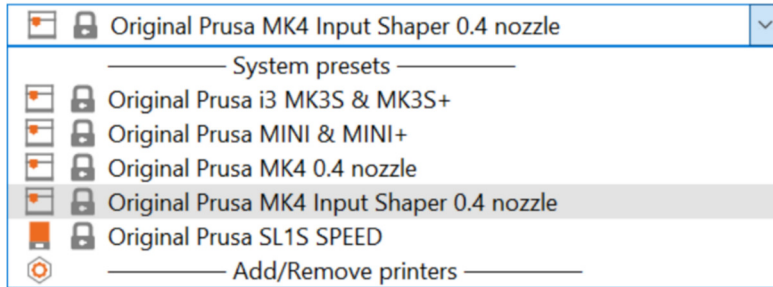 Original Prusa MK4 Input Shaper 0.4 nozzle
System presets
Original Prusa i3 MK3S & MK3S+
Original Prusa MINI & MINI+
Original Prusa MK4 0.4 nozzle
Original Prusa MK4 Input Shaper 0.4 nozzle
Original Prusa SL1S SPEED
Add/Remove printers